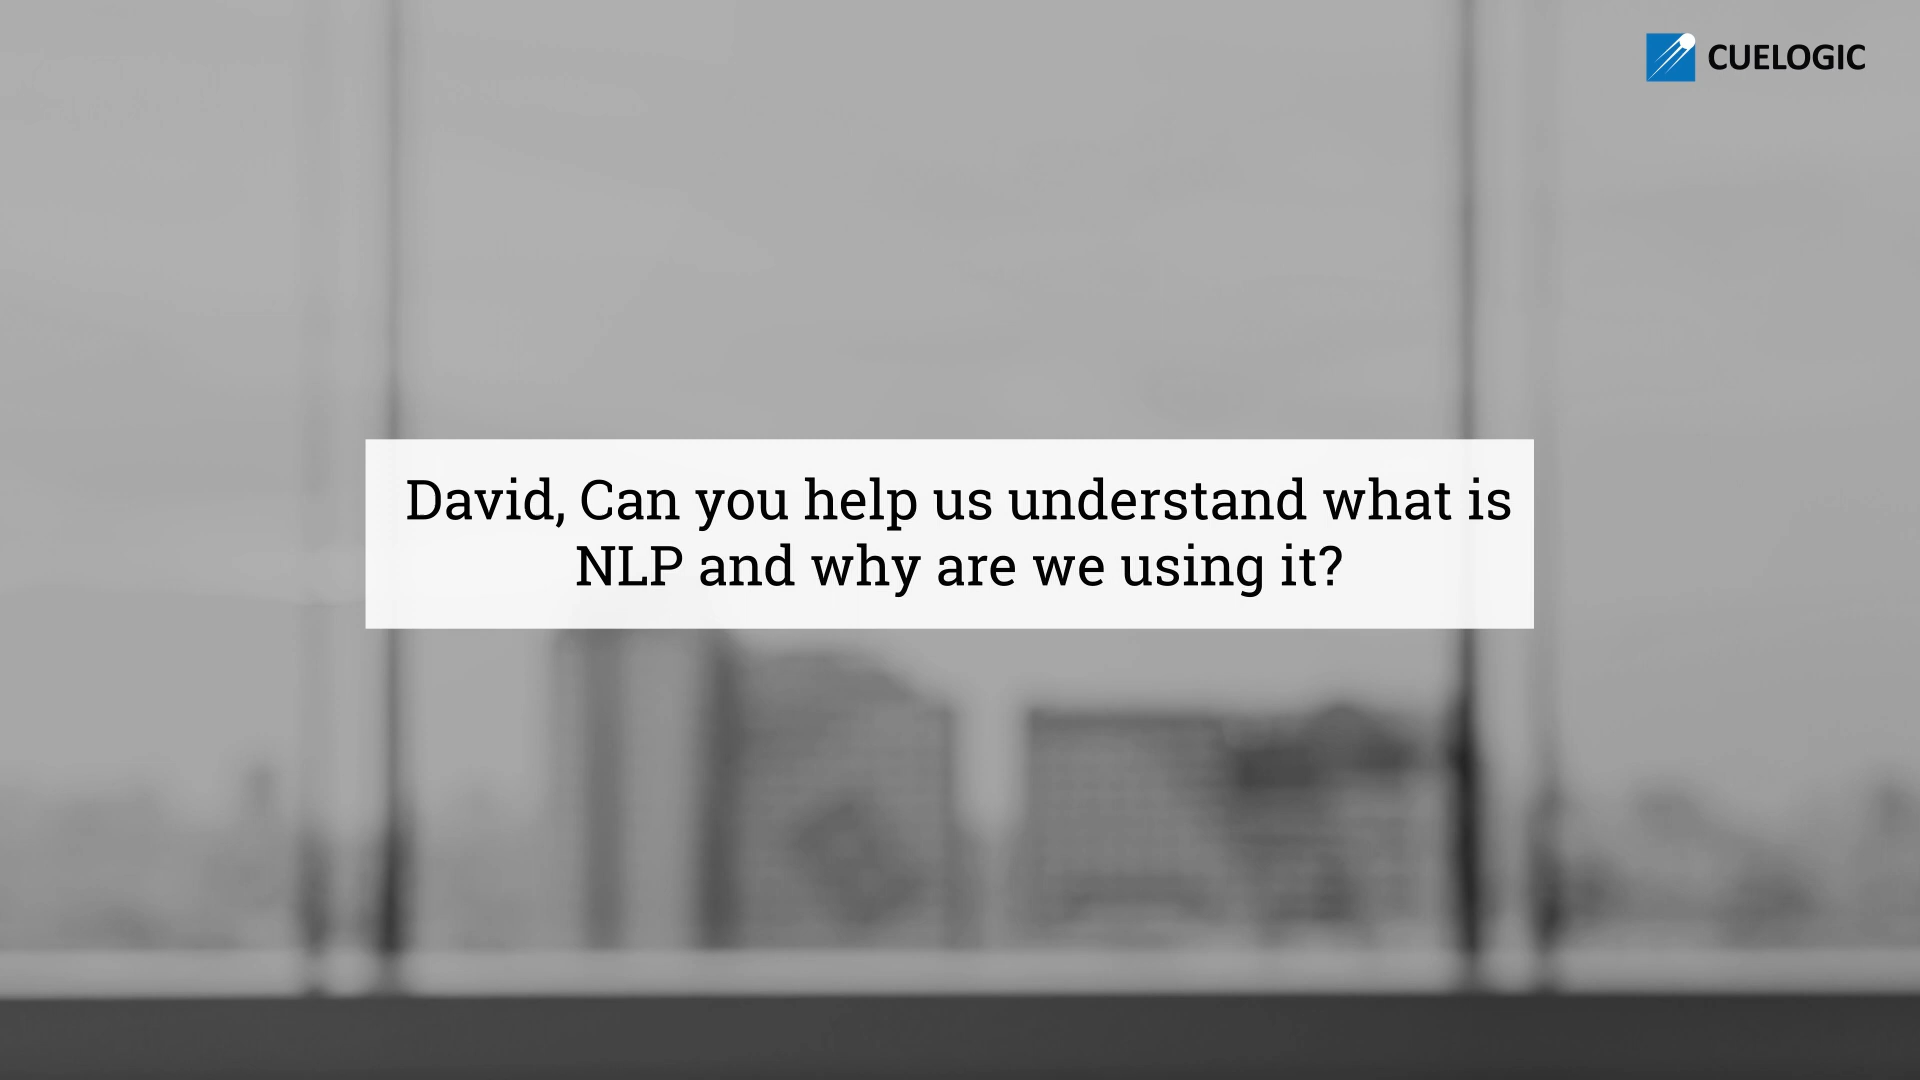 CUELOGIC
David, Can you help us understand what is
NLP and why are we using it?